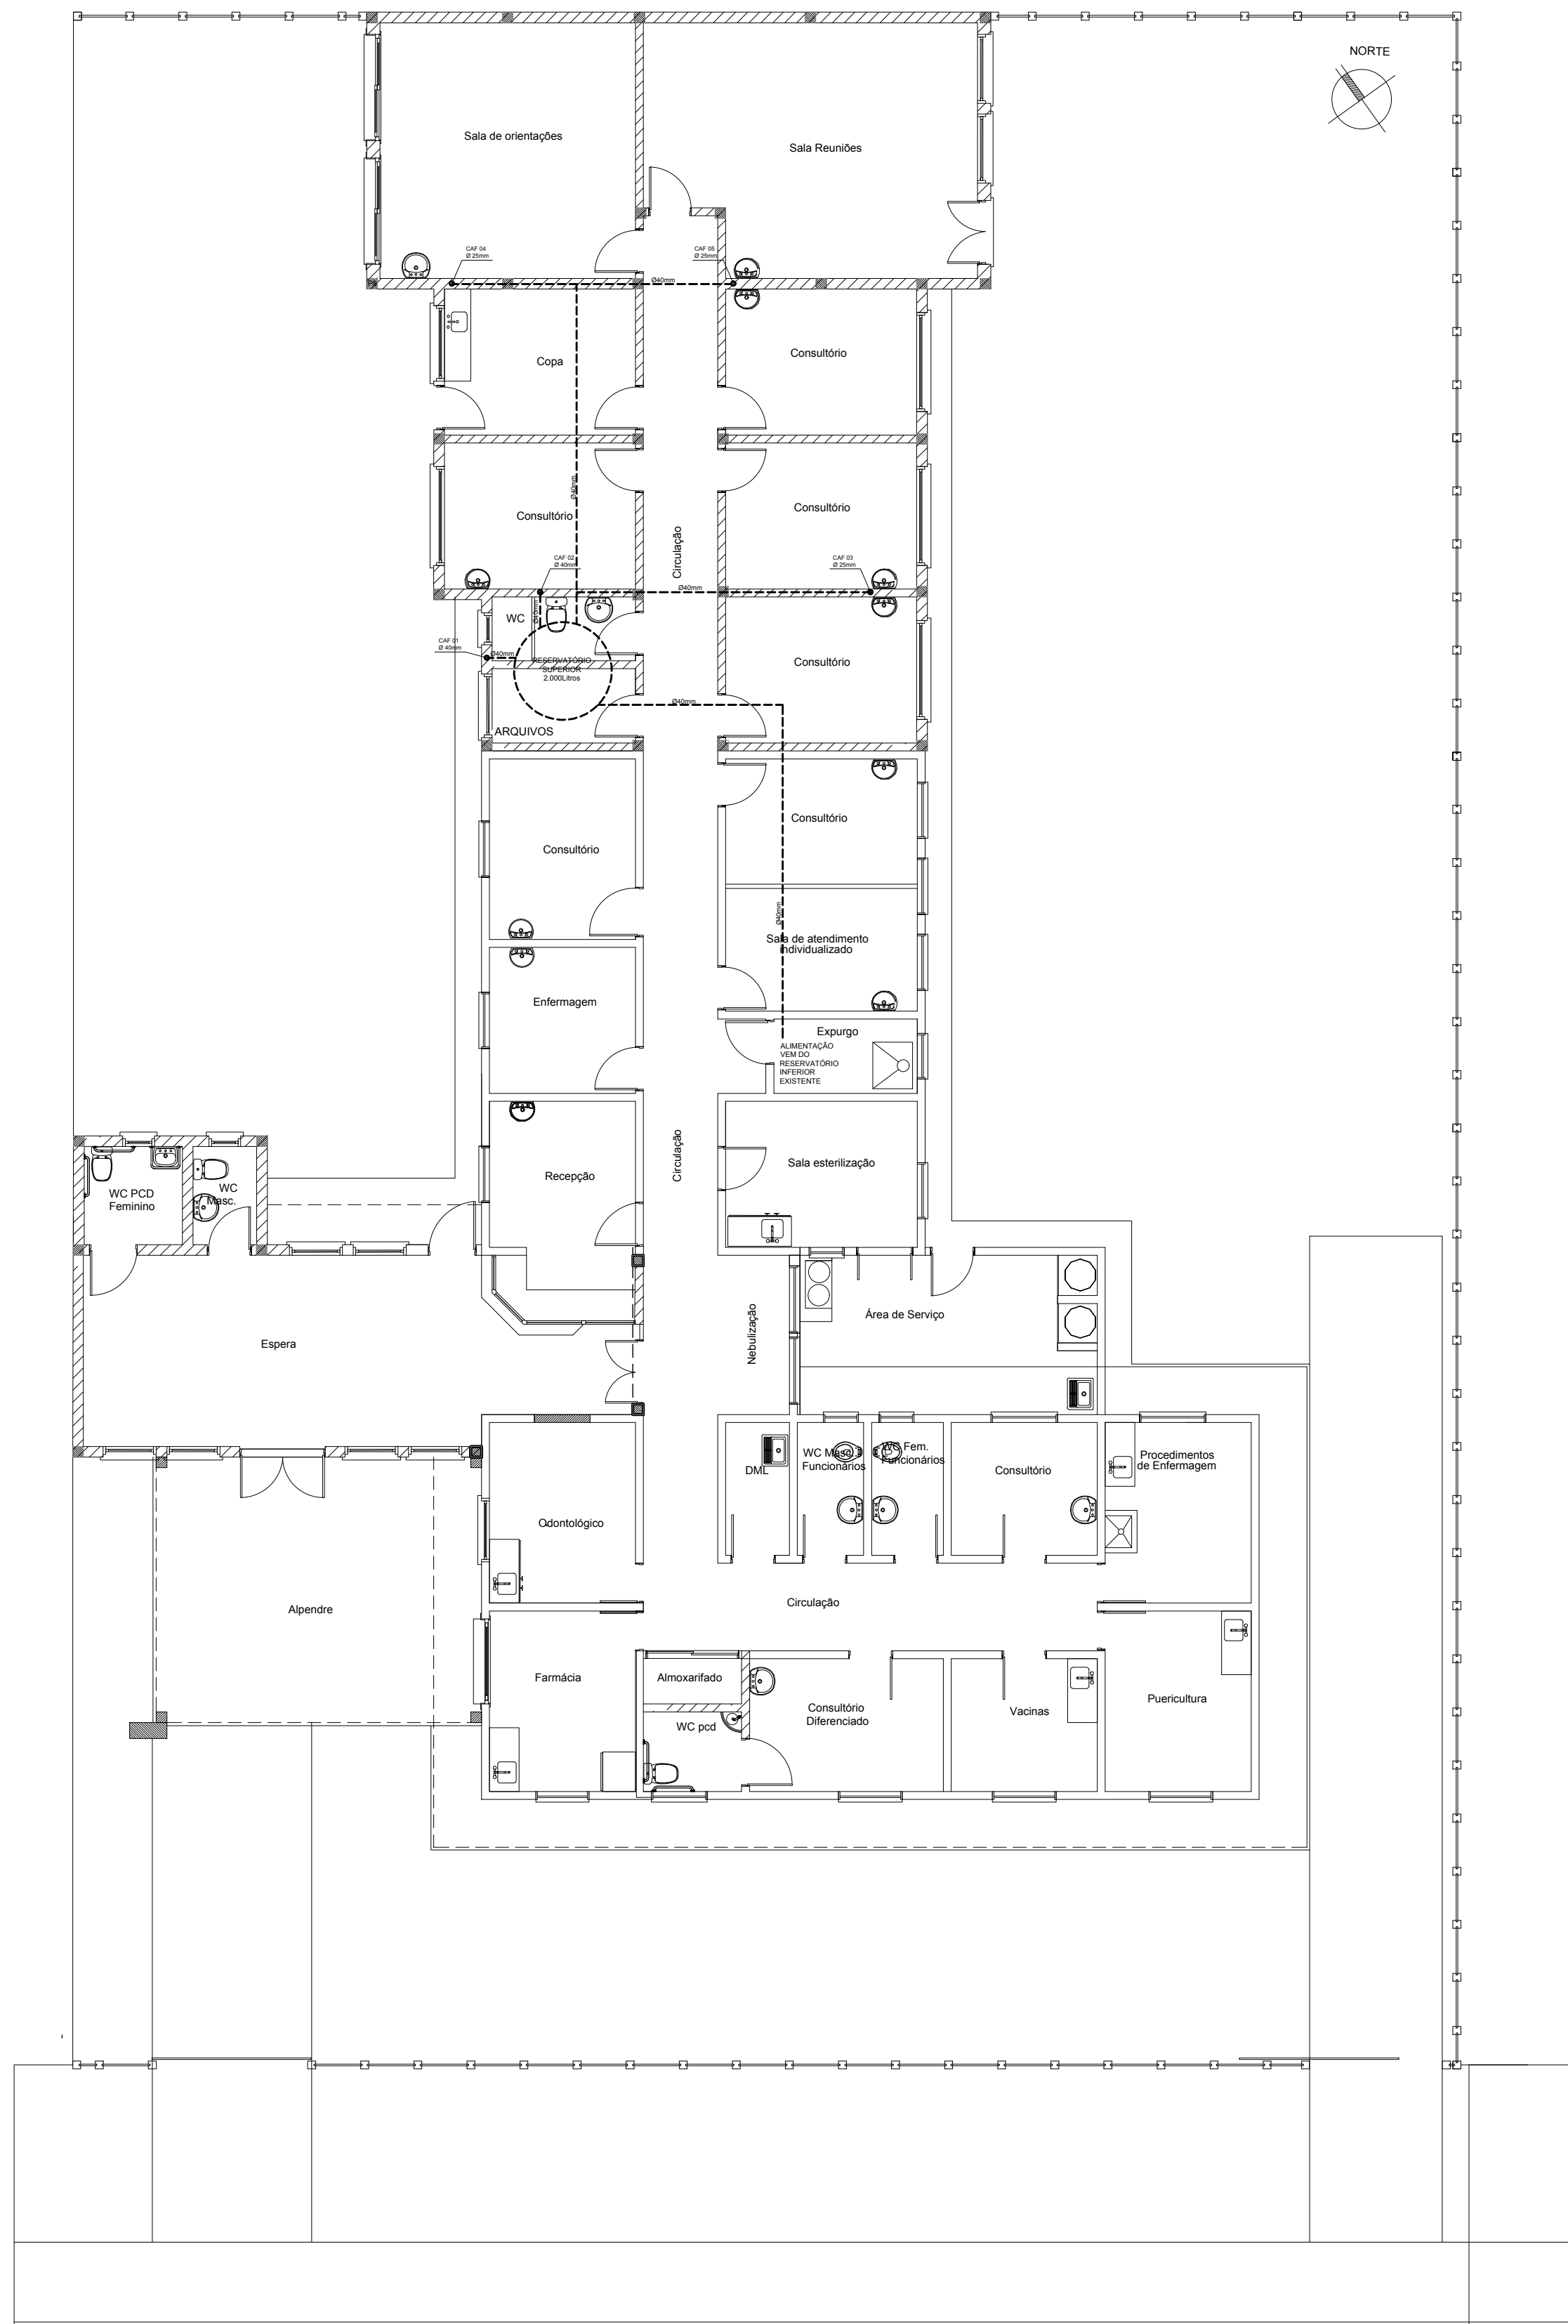 NORTE
Sala de orientações
Sala Reuniões
CAF 04
Ø 25mm
CAF 05
Ø 25mm
Ø40mm
Copa
Consultório
Ø40mm
Consultório
Consultório
Circulação
CAF 02
Ø 40mm
CAF 03
Ø 25mm
Ø40mm
Ø40mm
WC
CAF 01
Ø 40mm
Ø40mm
RESERVATÓRIO
SUPERIOR
2.000Litros
Consultório
Ø40mm
ARQUIVOS
Consultório
Consultório
Ø40mm
Sala de atendimento
individualizado
Enfermagem
Expurgo
ALIMENTAÇÃO
VEM DO
RESERVATÓRIO
INFERIOR
EXISTENTE
Circulação
Sala esterilização
Recepção
WC PCD
Feminino
WC
Masc.
Espera
Nebulização
Área de Serviço
DML
WC Masc.
Funcionários
WC Fem.
Funcionários
Consultório
Procedimentos
de Enfermagem
Odontológico
Circulação
Alpendre
Farmácia
Almoxarifado
WC pcd
Consultório
Diferenciado
Vacinas
Puericultura